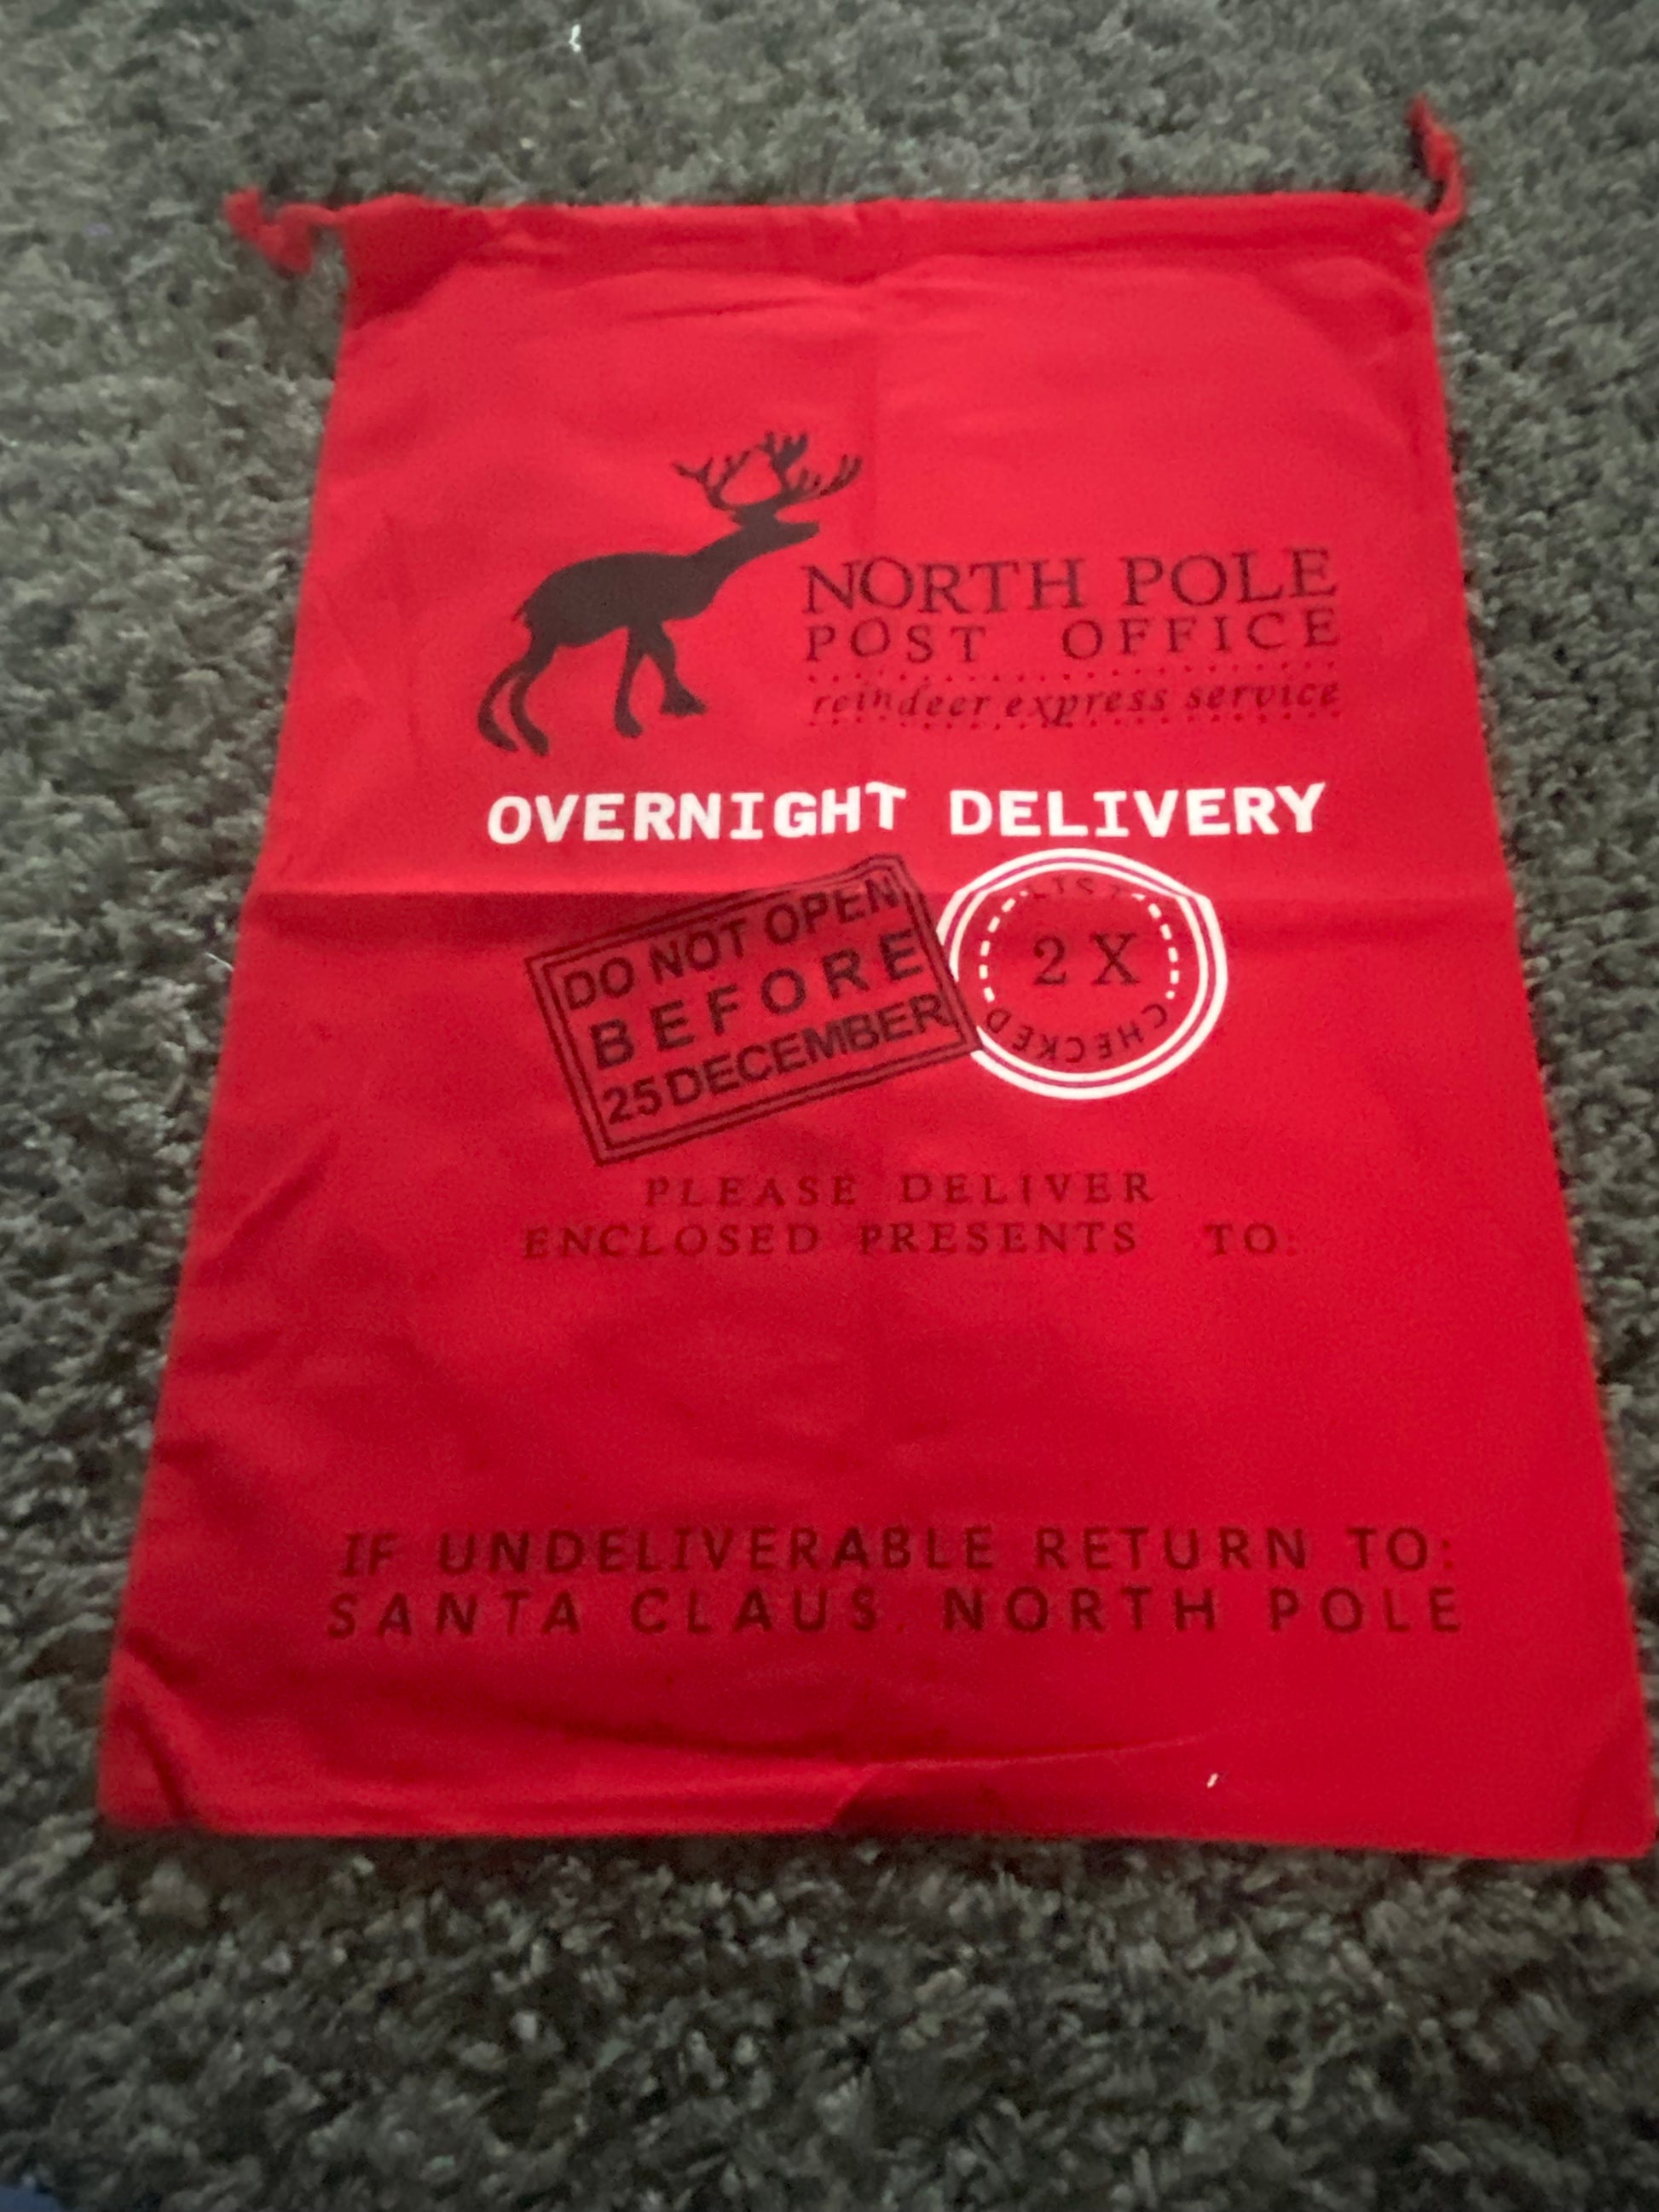 NORTH POLE
POST OFFICE
reindeer express service
OVERNIGHT DELIVERY
DO NOT OPEN
BEFORE
25 DECEMBER
LIST
2 X
CHECKED
PLEASE DELIVER
ENCLOSED PRESENTS TO:
IF UNDELIVERABLE RETURN TO:
SANTA CLAUS, NORTH POLE